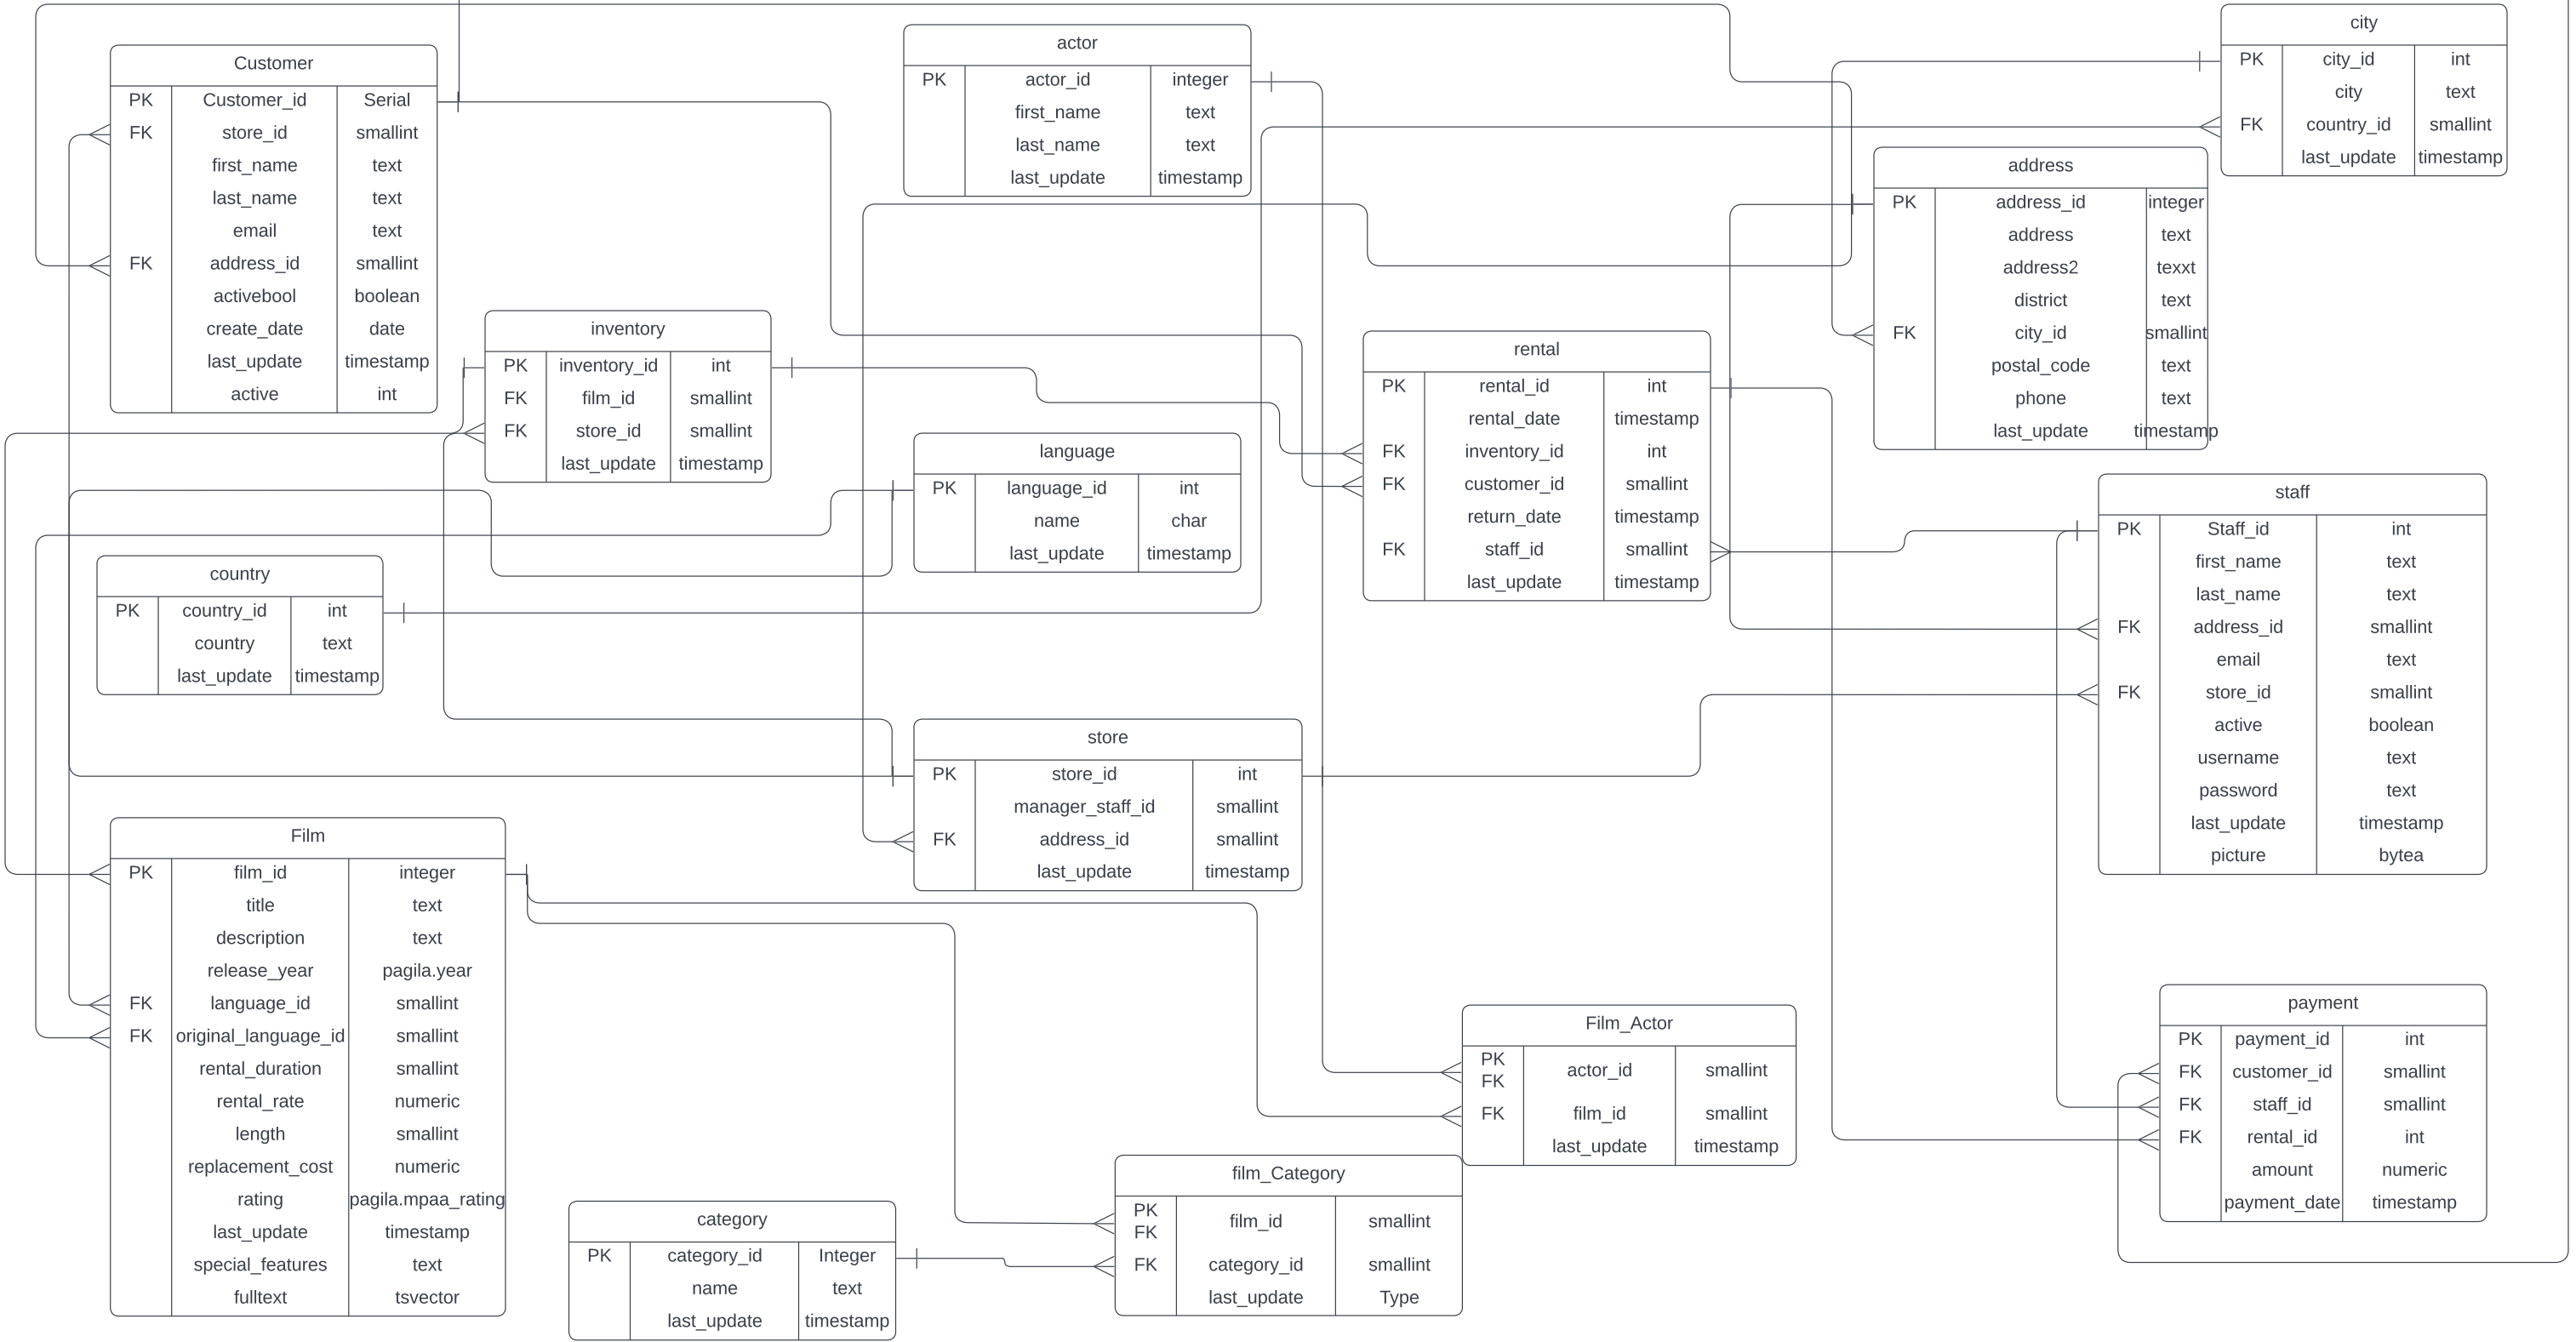 Customer
PK Customer_id Serial
FK store_id smallint
first_name text
last_name text
email text
FK address_id smallint
activebool boolean
create_date date
last_update timestamp
active int
actor
PK actor_id integer
first_name text
last_name text
last_update timestamp
city
PK city_id int
city text
FK country_id smallint
last_update timestamp
address
PK address_id integer
address text
address2 texxt
district text
FK city_id smallint
postal_code text
phone text
last_update timestamp
inventory
PK inventory_id int
FK film_id smallint
FK store_id smallint
last_update timestamp
rental
PK rental_id int
rental_date timestamp
FK inventory_id int
FK customer_id smallint
return_date timestamp
FK staff_id smallint
last_update timestamp
language
PK language_id int
name char
last_update timestamp
staff
PK Staff_id int
first_name text
last_name text
FK address_id smallint
email text
FK store_id smallint
active boolean
username text
password text
last_update timestamp
picture bytea
country
PK country_id int
country text
last_update timestamp
store
PK store_id int
manager_staff_id smallint
FK address_id smallint
last_update timestamp
Film
PK film_id integer
title text
description text
release_year pagila.year
FK language_id smallint
FK original_language_id smallint
rental_duration smallint
rental_rate numeric
length smallint
replacement_cost numeric
rating pagila.mpaa_rating
last_update timestamp
special_features text
fulltext tsvector
Film_Actor
PK
FK actor_id smallint
FK film_id smallint
last_update timestamp
payment
PK payment_id int
FK customer_id smallint
FK staff_id smallint
FK rental_id int
amount numeric
payment_date timestamp
film_Category
PK
FK film_id smallint
FK category_id smallint
last_update Type
category
PK category_id Integer
name text
last_update timestamp